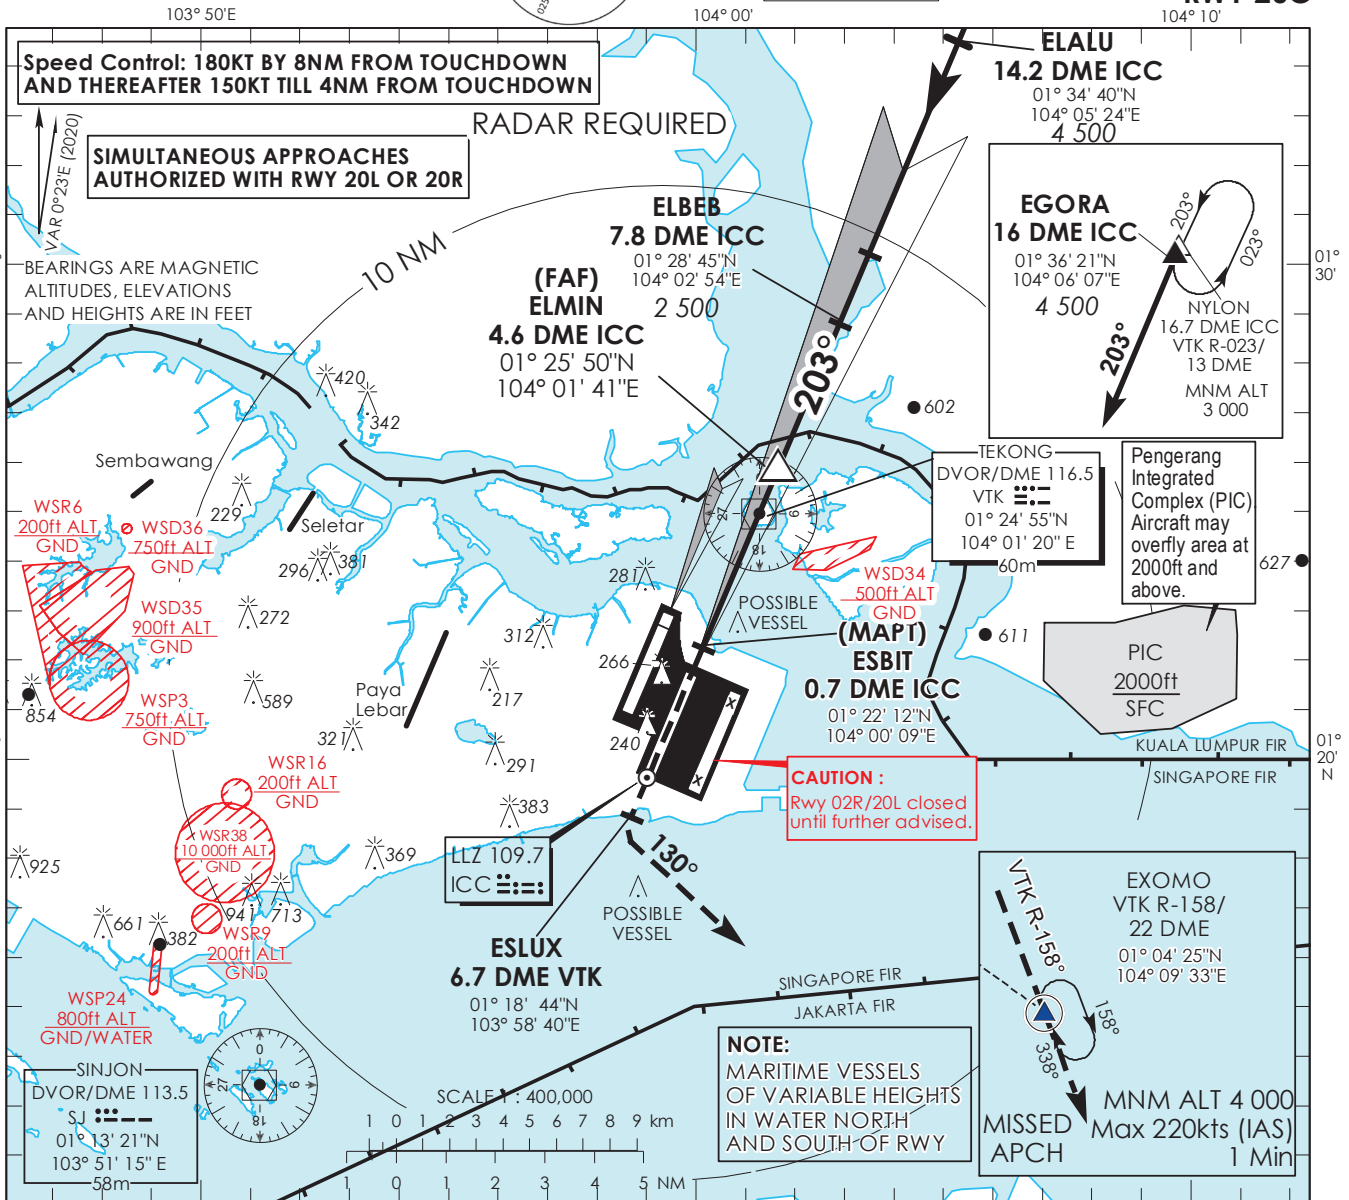 RWY 20C
103° 50'E
104° 00'
104° 10'
025
Speed Control: 180KT BY 8NM FROM TOUCHDOWN
AND THEREAFTER 150KT TILL 4NM FROM TOUCHDOWN
VAR 0°23'E (2020)
SIMULTANEOUS APPROACHES
AUTHORIZED WITH RWY 20L OR 20R
RADAR REQUIRED
BEARINGS ARE MAGNETIC
ALTITUDES, ELEVATIONS
AND HEIGHTS ARE IN FEET
10 NM
ELALU
14.2 DME ICC
01° 34' 40"N
104° 05' 24"E
4 500
ELBEB
7.8 DME ICC
01° 28' 45"N
104° 02' 54"E
2 500
(FAF)
ELMIN
4.6 DME ICC
01° 25' 50"N
104° 01' 41"E
203°
EGORA
16 DME ICC
01° 36' 21"N
104° 06' 07"E
4 500
203°
023°
203°
NYLON
16.7 DME ICC
VTK R-023/
13 DME
MNM ALT
3 000
01°
30'
420
342
602
Sembawang
229
Seletar
296
381
272
312
281
589
217
266
Paya
Lebar
321
240
291
383
369
854
925
661
382
941
713
611
627
WSR6
200ft ALT
GND
WSD36
750ft ALT
GND
WSD35
900ft ALT
GND
WSP3
750ft ALT
GND
WSR16
200ft ALT
GND
WSR38
10 000ft ALT
GND
WSR9
200ft ALT
GND
WSP24
800ft ALT
GND/WATER
27
9
18
TEKONG
DVOR/DME 116.5
VTK
01° 24' 55"N
104° 01' 20" E
60m
WSD34
500ft ALT
GND
POSSIBLE
VESSEL
(MAPT)
ESBIT
0.7 DME ICC
01° 22' 12"N
104° 00' 09"E
Pengerang
Integrated
Complex (PIC).
Aircraft may
overfly area at
2000ft and
above.
PIC
2000ft
SFC
KUALA LUMPUR FIR
SINGAPORE FIR
01°
20'
N
X
X
CAUTION :
Rwy 02R/20L closed
until further advised.
LLZ 109.7
ICC
130°
POSSIBLE
VESSEL
ESLUX
6.7 DME VTK
01° 18' 44"N
103° 58' 40"E
SINGAPORE FIR
JAKARTA FIR
VTK R-158°
EXOMO
VTK R-158/
22 DME
01° 04' 25"N
104° 09' 33"E
158°
338°
MISSED
APCH
MNM ALT 4 000
Max 220kts (IAS)
1 Min
NOTE:
MARITIME VESSELS
OF VARIABLE HEIGHTS
IN WATER NORTH
AND SOUTH OF RWY
SINJON
DVOR/DME 113.5
SJ
01° 13' 21"N
103° 51' 15" E
58m
0
27
9
18
SCALE 1 : 400,000
1 0 1 2 3 4 5 6 7 8 9 km
1 0 1 2 3 4 5 NM